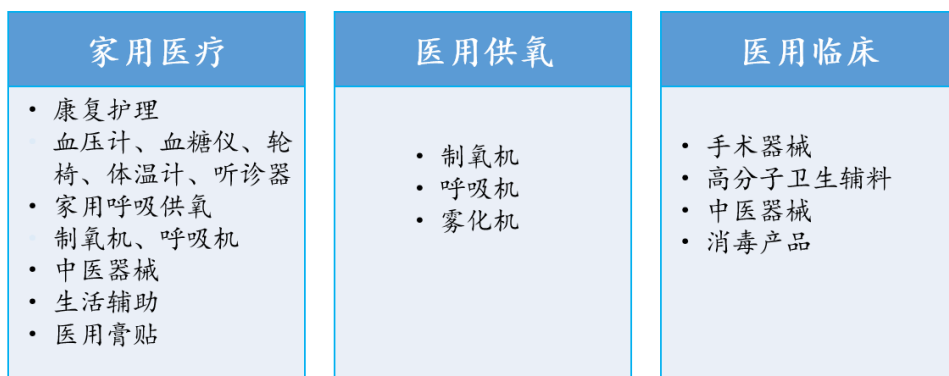 家用医疗
• 康复护理
血压计、血糖仪、轮
椅、体温计、听诊器
• 家用呼吸供氧
制氧机、呼吸机
• 中医器械
• 生活辅助
• 医用膏贴
医用供氧
• 制氧机
• 呼吸机
• 雾化机
医用临床
• 手术器械
• 高分子卫生辅料
• 中医器械
• 消毒产品